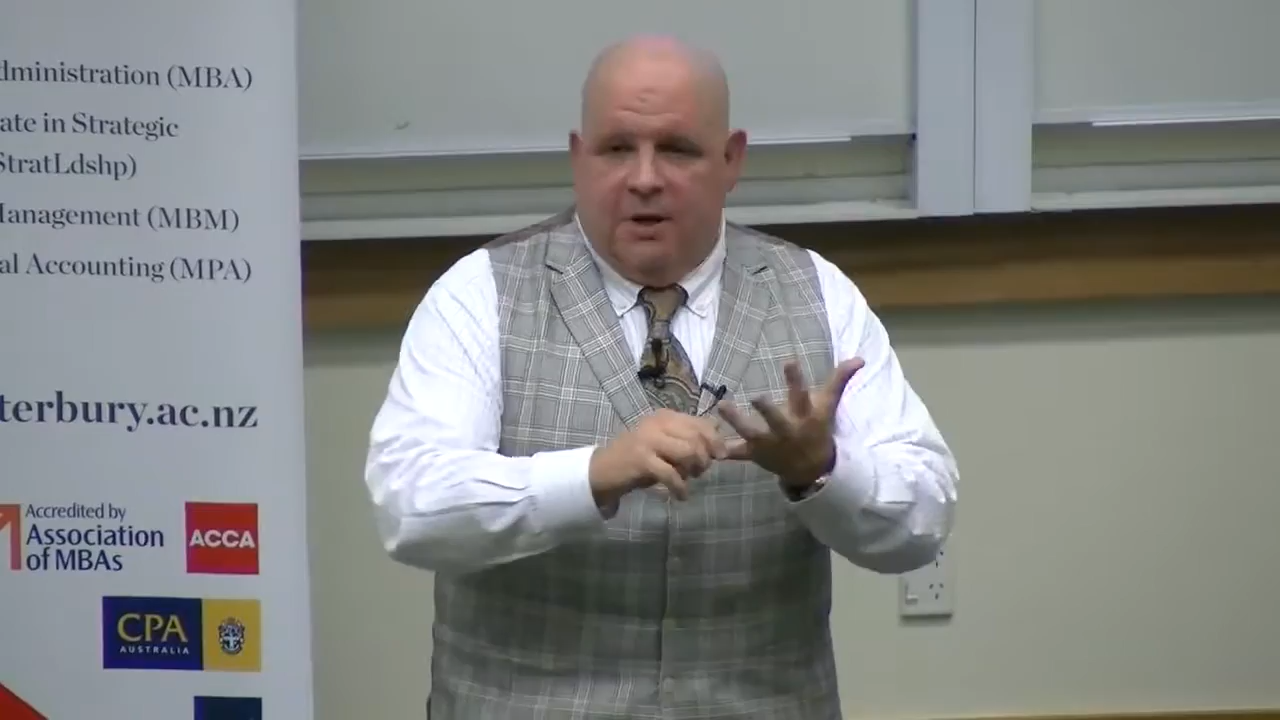 dministration (MBA)
ate in Strategic
StratLdshp)
anagement (MBM)
al Accounting (MPA)
terbury.ac.nz
Accredited by
Association
of MBAs
ACCA
CPA
AUSTRALIA